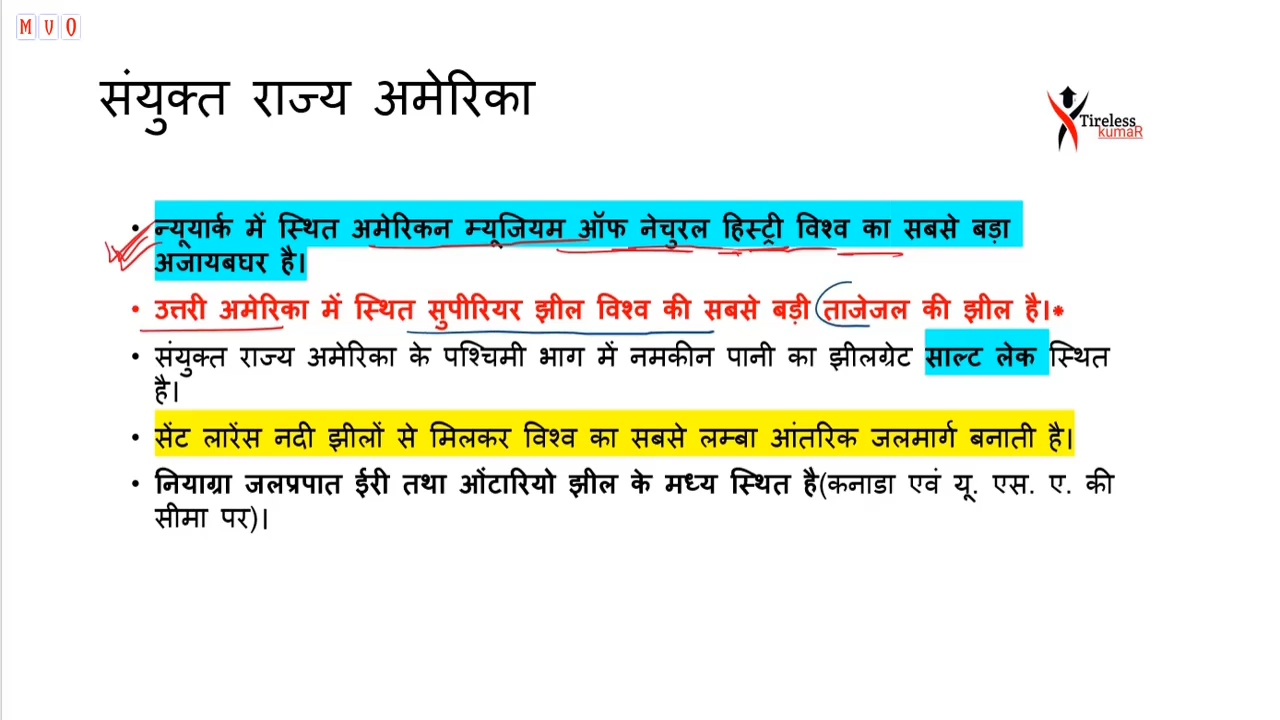 M V O
संयुक्त राज्य अमेरिका
Tireless
kumaR
• न्यूयार्क में स्थित अमेरिकन म्यूजियम ऑफ नेचुरल हिस्ट्री विश्व का सबसे बड़ा
अजायबघर है।
• उत्तरी अमेरिका में स्थित सुपीरियर झील विश्व की सबसे बड़ी ताजेजल की झील है।*
• संयुक्त राज्य अमेरिका के पश्चिमी भाग में नमकीन पानी का झीलग्रेट साल्ट लेक स्थित
है।
• सेंट लारेंस नदी झीलों से मिलकर विश्व का सबसे लम्बा आंतरिक जलमार्ग बनाती है।
• नियाग्रा जलप्रपात ईरी तथा ओंटारियो झील के मध्य स्थित है(कनाडा एवं यू. एस. ए. की
सीमा पर)।